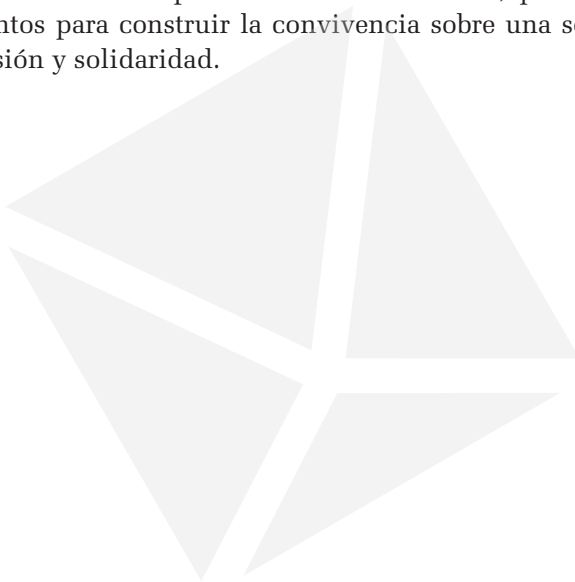 ntos para construir la convivencia sobre una s
sión y solidaridad.